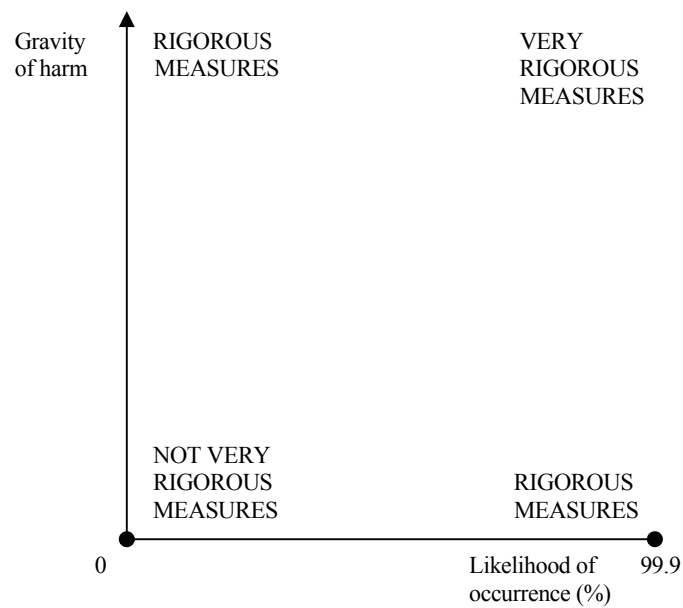 Gravity
of harm
RIGOROUS
MEASURES
VERY
RIGOROUS
MEASURES
NOT VERY
RIGOROUS
MEASURES
RIGOROUS
MEASURES
0
Likelihood of
occurrence (%)
99.9